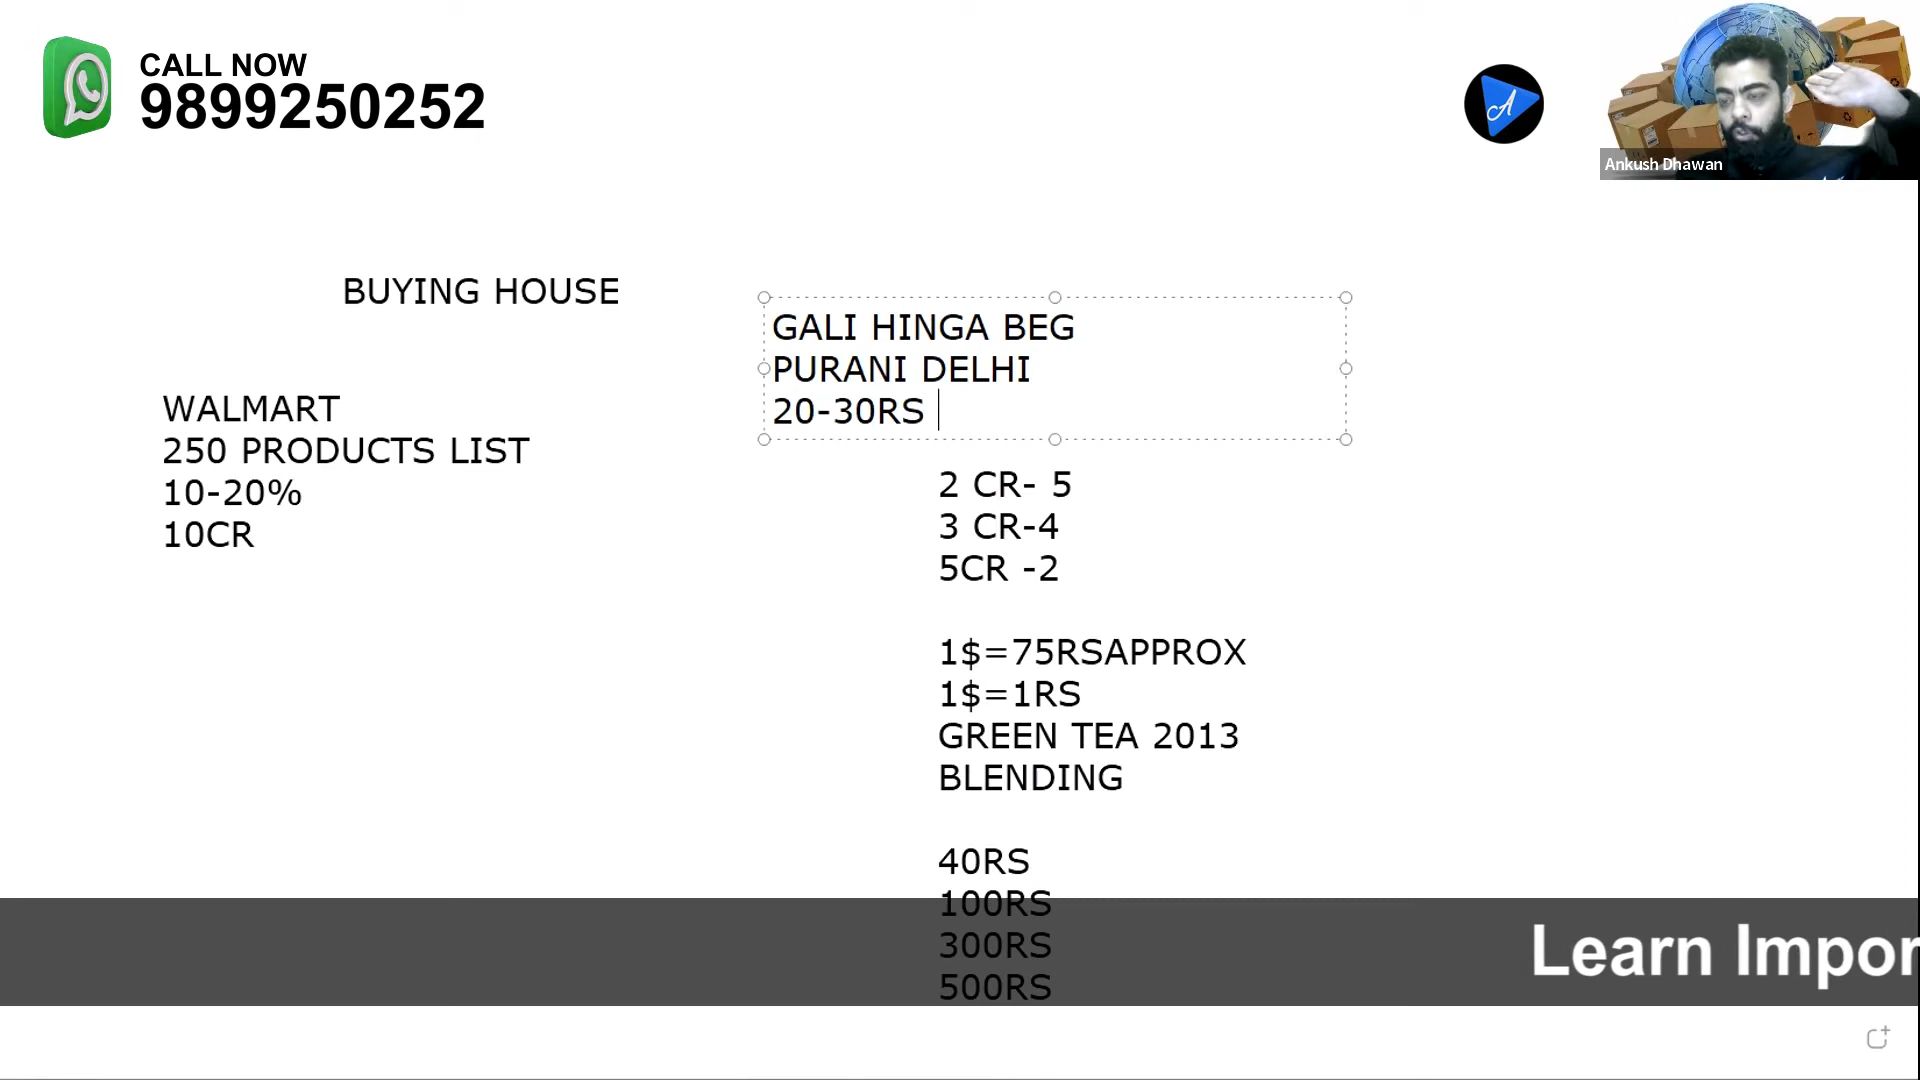 CALL NOW
9899250252
A
Ankush Dhawan
BUYING HOUSE
WALMART
250 PRODUCTS LIST
10-20%
10CR
GALI HINGA BEG
PURANI DELHI
20-30RS
2 CR- 5
3 CR-4
5CR -2
1$=75RSAPPROX
1$=1RS
GREEN TEA 2013
BLENDING
40RS
100RS
300RS
500RS
Learn Impor